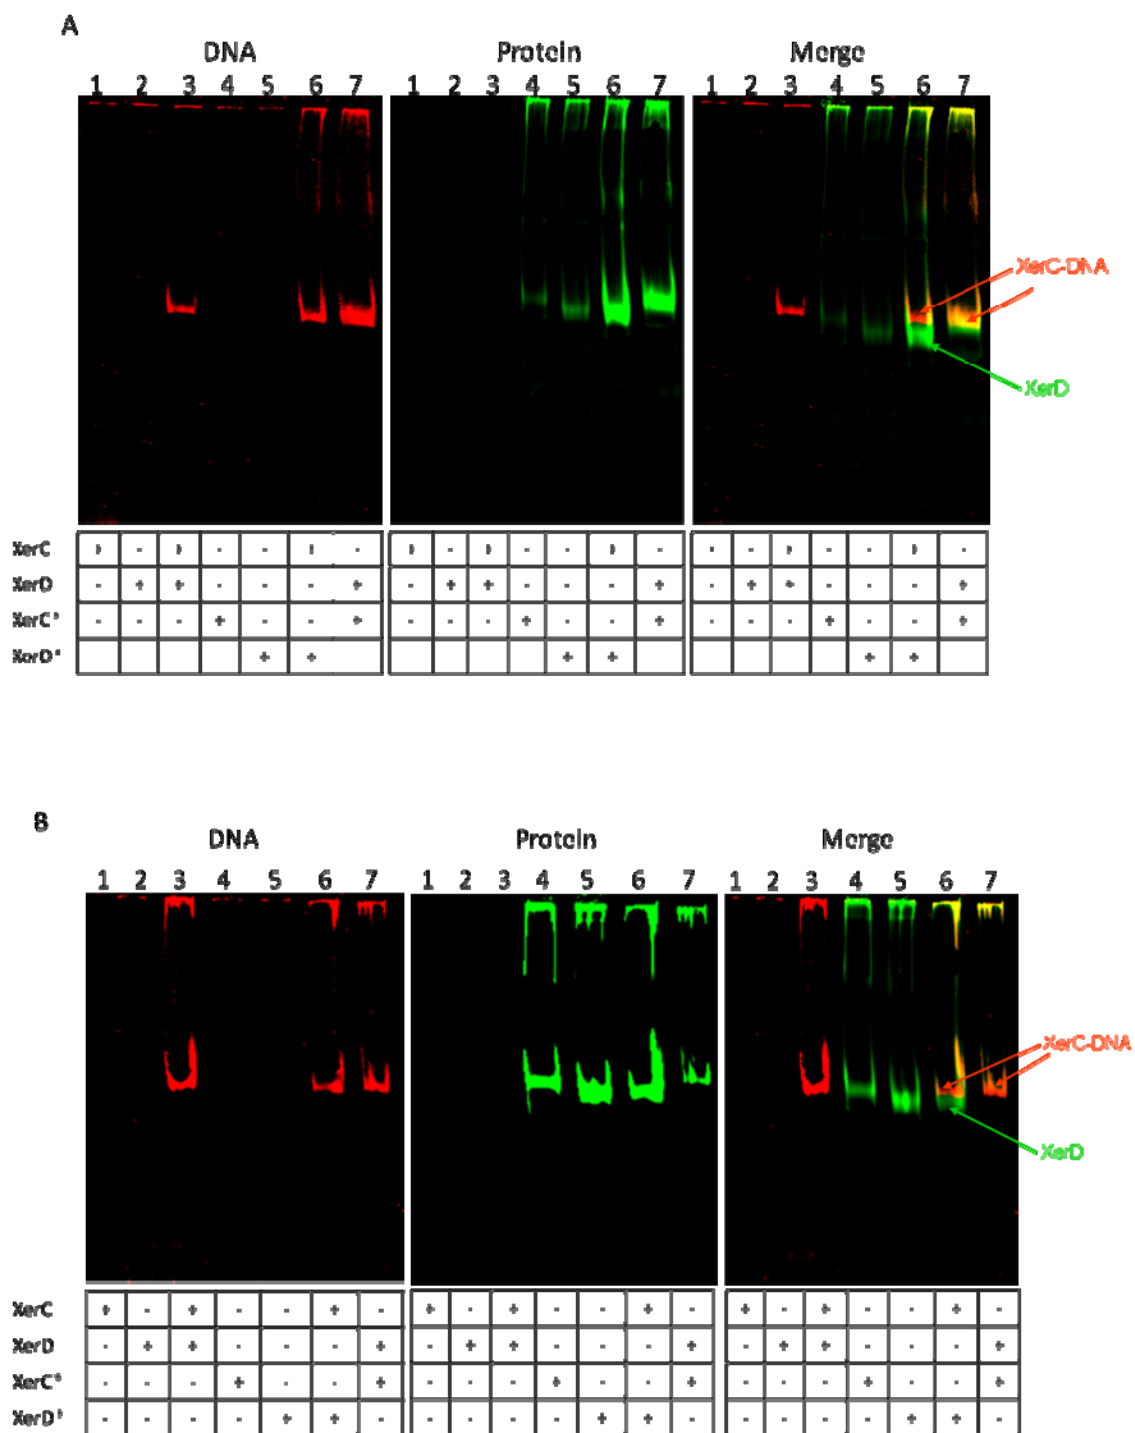 A
DNA Protein Merge
1 2 3 4 5 6 7 1 2 3 4 5 6 7 1 2 3 4 5 6 7
XerC-DNA
XerD
XerC + - + - - + - + - + - - + - + - + - - + -
XerD - + + - - - + - + + - - - + - + + - - - +
XerC* - - - + - - + - - - + - - + - - - + - - +
XerD* + + + + + +
B
DNA Protein Merge
1 2 3 4 5 6 7 1 2 3 4 5 6 7 1 2 3 4 5 6 7
XerC-DNA
XerD
XerC + - + - - + - + - + - - + - + - + - - + -
XerD - + + - - - + - + + - - - + - + + - - - +
XerC* - - - + - - + - - - + - - + - - - + - - +
XerD* - - - - + + - - - - - + + - - - - - + + -